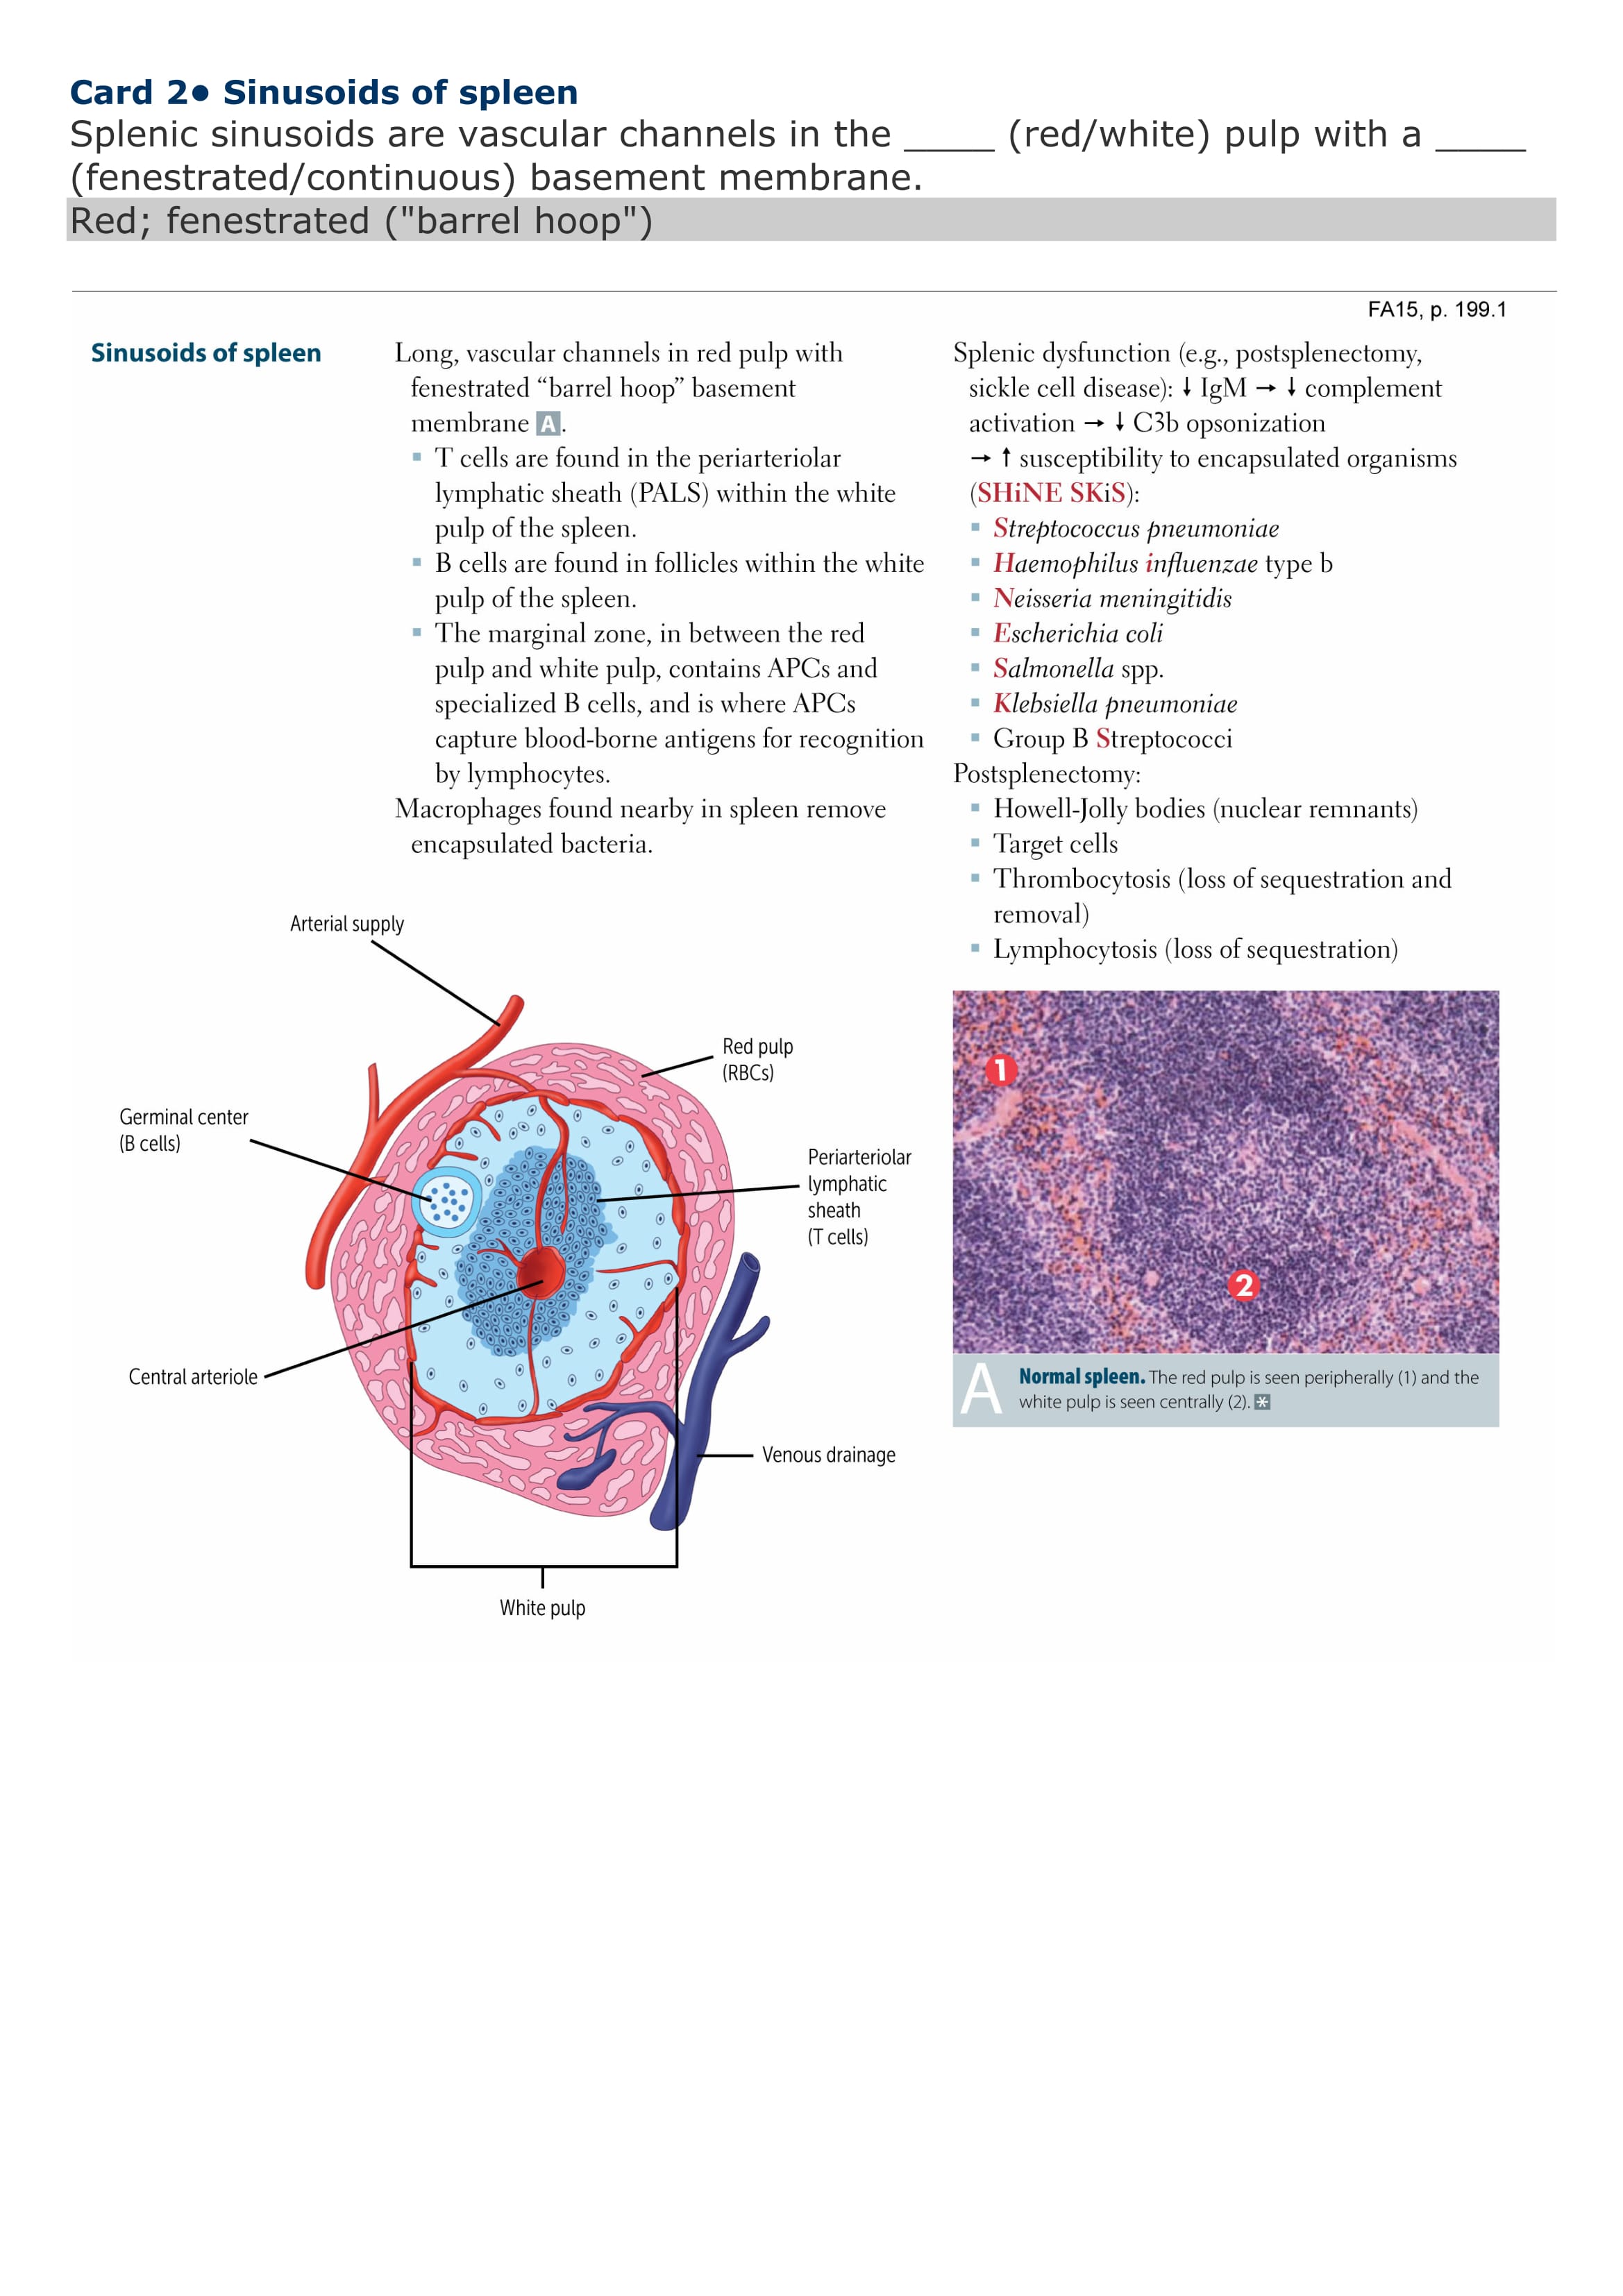 Card 2● Sinusoids of spleen
Splenic sinusoids are vascular channels in the _____ (red/white) pulp with a _____
(fenestrated/continuous) basement membrane.
Red; fenestrated ("barrel hoop")
FA15, p. 199.1
Sinusoids of spleen
Long, vascular channels in red pulp with
fenestrated “barrel hoop” basement
membrane A.
▪ T cells are found in the periarteriolar
lymphatic sheath (PALS) within the white
pulp of the spleen.
▪ B cells are found in follicles within the white
pulp of the spleen.
▪ The marginal zone, in between the red
pulp and white pulp, contains APCs and
specialized B cells, and is where APCs
capture blood-borne antigens for recognition
by lymphocytes.
Macrophages found nearby in spleen remove
encapsulated bacteria.
Splenic dysfunction (e.g., postsplenectomy,
sickle cell disease): ↓ IgM → ↓ complement
activation → ↓ C3b opsonization
→ ↑ susceptibility to encapsulated organisms
(SHiNE SKiS):
▪ Streptococcus pneumoniae
▪ Haemophilus influenzae type b
▪ Neisseria meningitidis
▪ Escherichia coli
▪ Salmonella spp.
▪ Klebsiella pneumoniae
▪ Group B Streptococci
Postsplenectomy:
▪ Howell-Jolly bodies (nuclear remnants)
▪ Target cells
▪ Thrombocytosis (loss of sequestration and
removal)
▪ Lymphocytosis (loss of sequestration)
Arterial supply
Red pulp
(RBCs)
Germinal center
(B cells)
Periarteriolar
lymphatic
sheath
(T cells)
Central arteriole
Venous drainage
White pulp
1
2
A
Normal spleen. The red pulp is seen peripherally (1) and the
white pulp is seen centrally (2). *